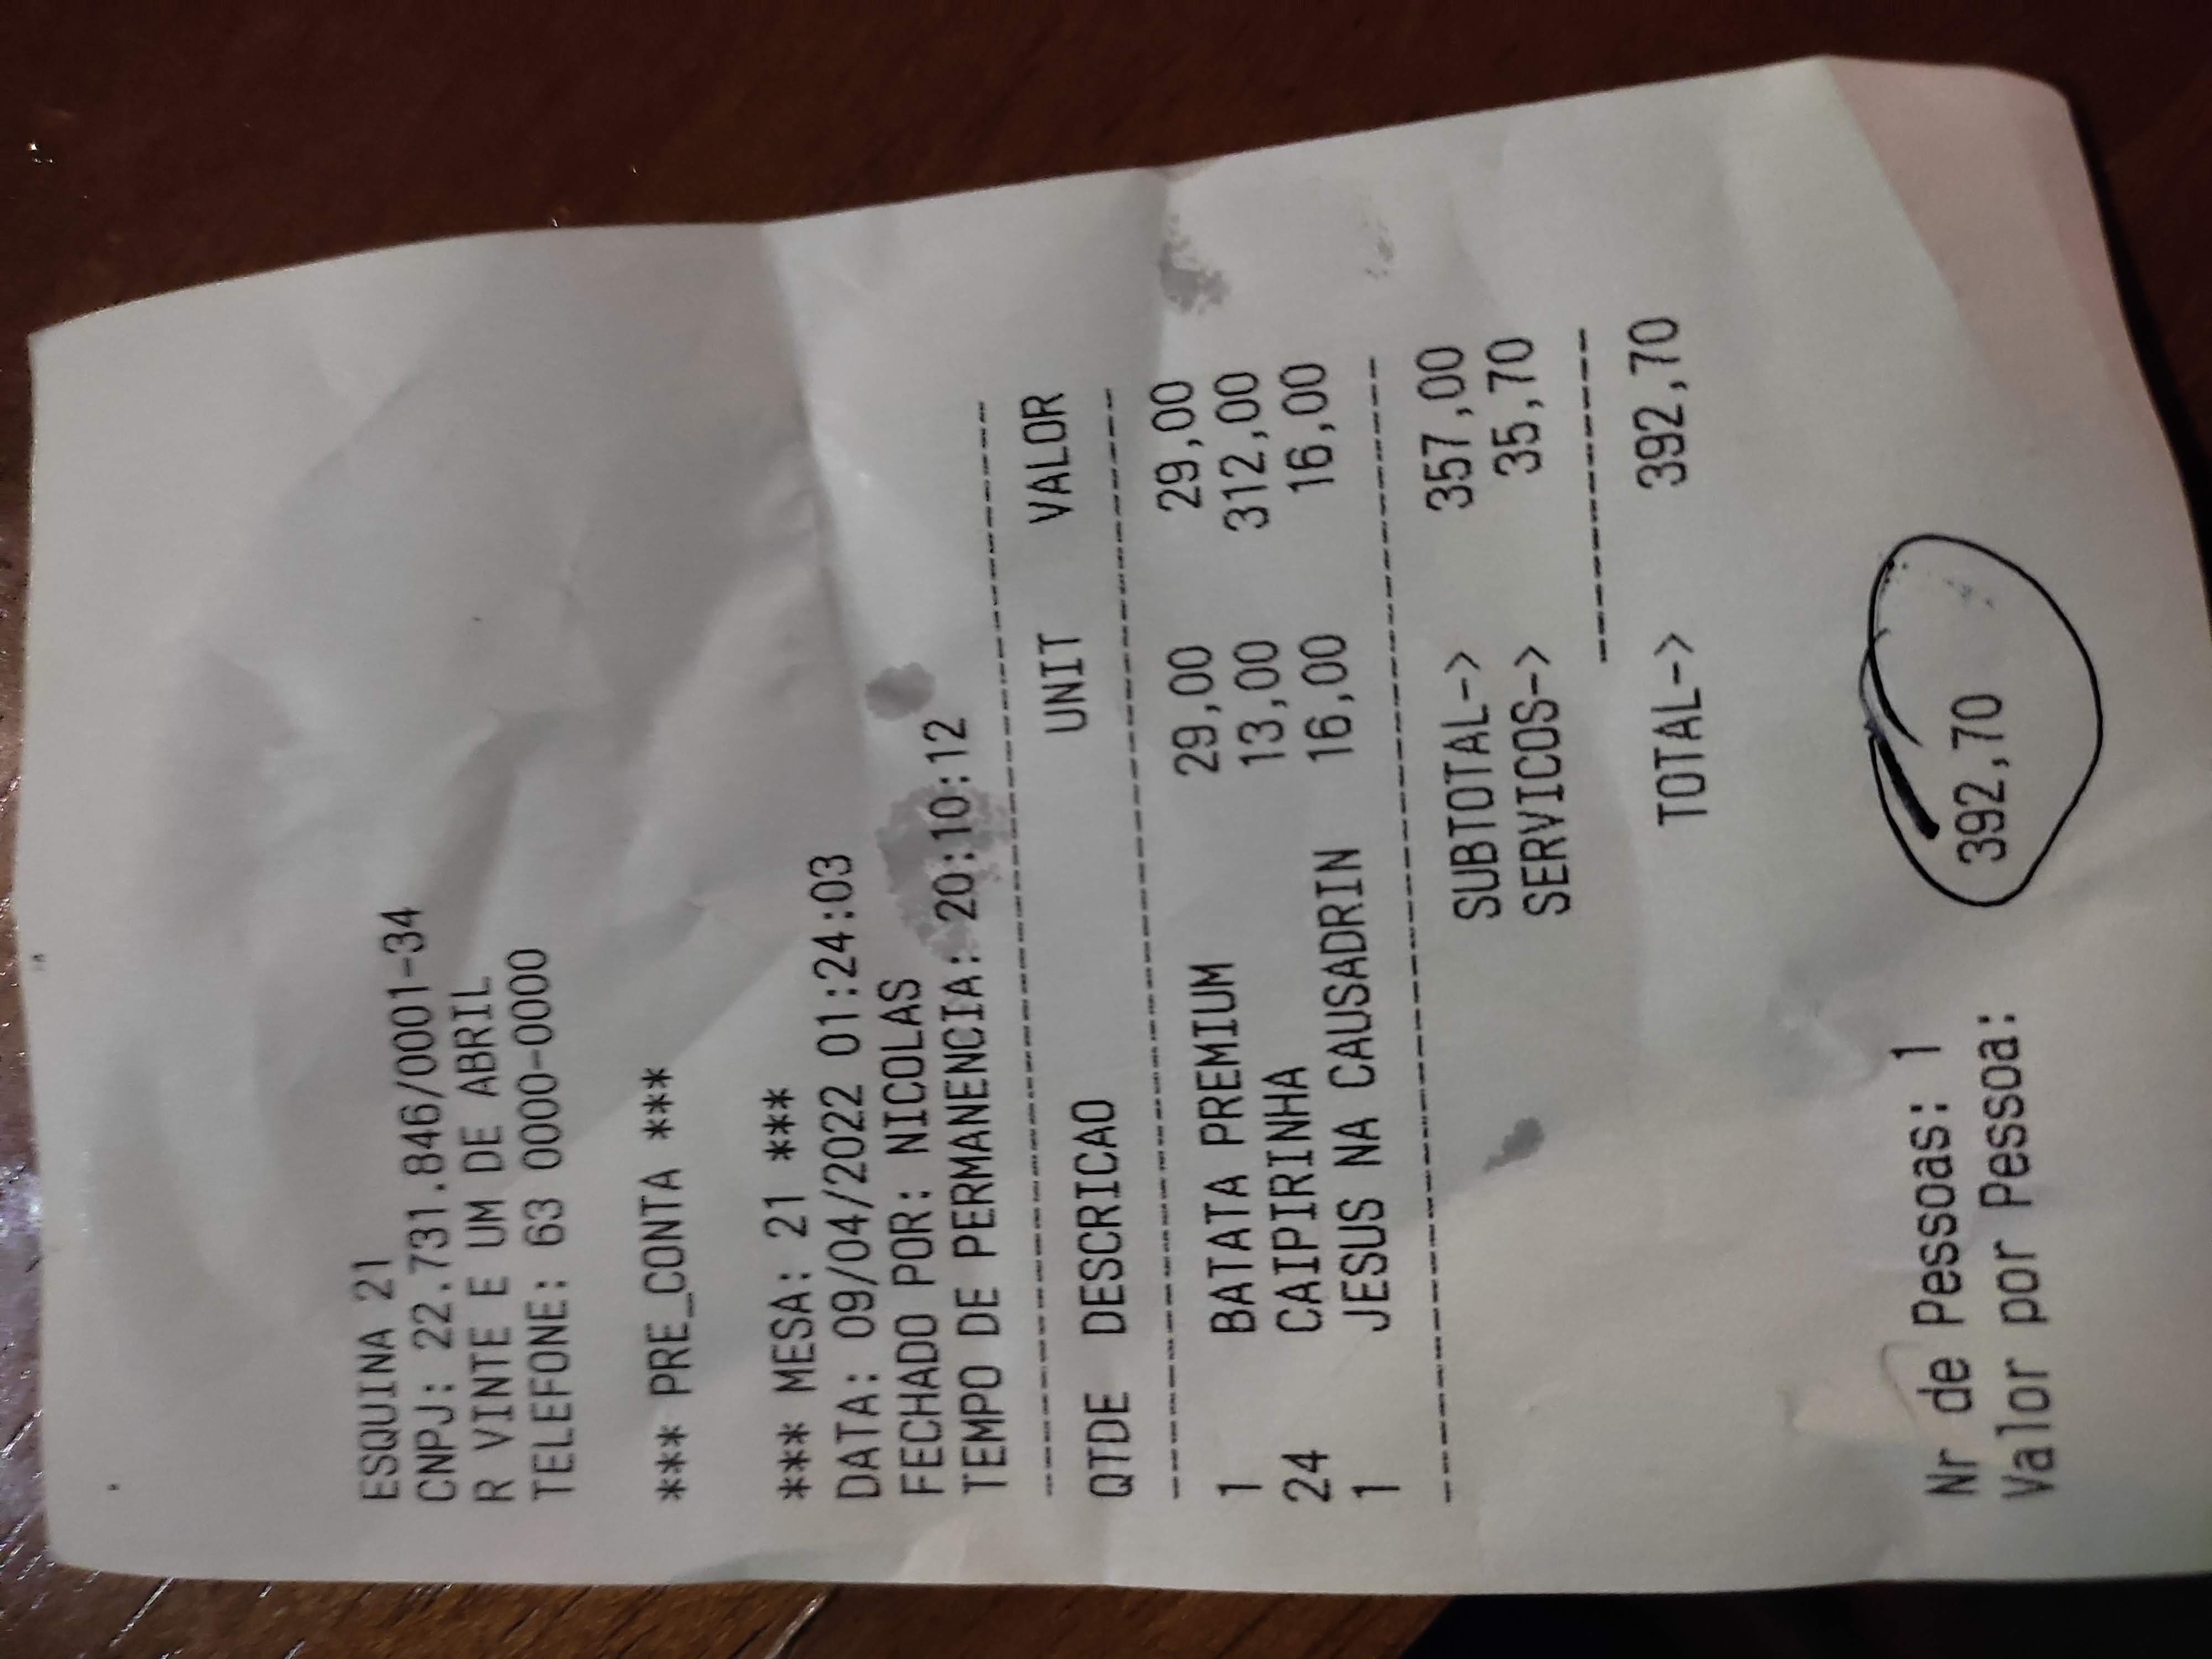 ESQUINA 21
CNPJ: 22.731.846/0001-34
R VINTE E UM DE ABRIL
TELEFONE: 63 0000-0000
*** PRE_CONTA ***
*** MESA: 21 ***
DATA: 09/04/2022 01:24:03
FECHADO POR: NICOLAS
TEMPO DE PERMANENCIA: 20:10:12
QTDE DESCRICAO UNIT VALOR
1 BATATA PREMIUM 29,00 29,00
24 CAIPIRINHA 13,00 312,00
1 JESUS NA CAUSADRIN 16,00 16,00
SUBTOTAL-> 357,00
SERVICOS-> 35,70
TOTAL-> 392,70
Nr de Pessoas: 1
Valor por Pessoa: 392,70